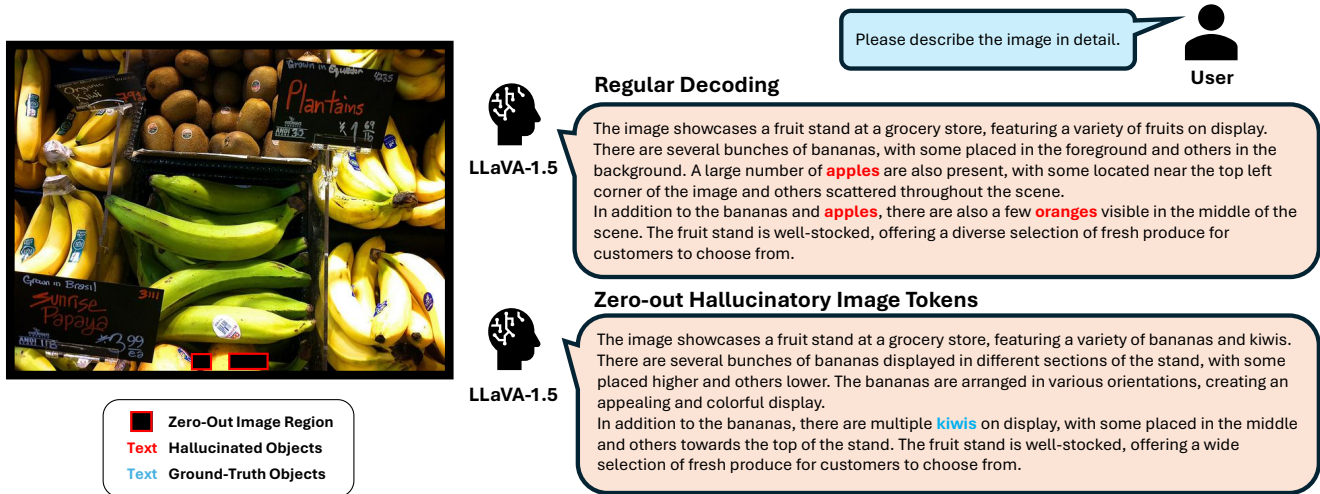 Please describe the image in detail.
User
Regular Decoding
LLaVA-1.5
The image showcases a fruit stand at a grocery store, featuring a variety of fruits on display.
There are several bunches of bananas, with some placed in the foreground and others in the
background. A large number of apples are also present, with some located near the top left
corner of the image and others scattered throughout the scene.
In addition to the bananas and apples, there are also a few oranges visible in the middle of the
scene. The fruit stand is well-stocked, offering a diverse selection of fresh produce for
customers to choose from.
Zero-out Hallucinatory Image Tokens
LLaVA-1.5
The image showcases a fruit stand at a grocery store, featuring a variety of bananas and kiwis.
There are several bunches of bananas displayed in different sections of the stand, with some
placed higher and others lower. The bananas are arranged in various orientations, creating an
appealing and colorful display.
In addition to the bananas, there are multiple kiwis on display, with some placed in the middle
and others towards the top of the stand. The fruit stand is well-stocked, offering a wide
selection of fresh produce for customers to choose from.
Organic
Grown in Equador
4235
Plantains
Grown in Brasil
3111
Sunrise
Papaya
Zero-Out Image Region
Text Hallucinated Objects
Text Ground-Truth Objects